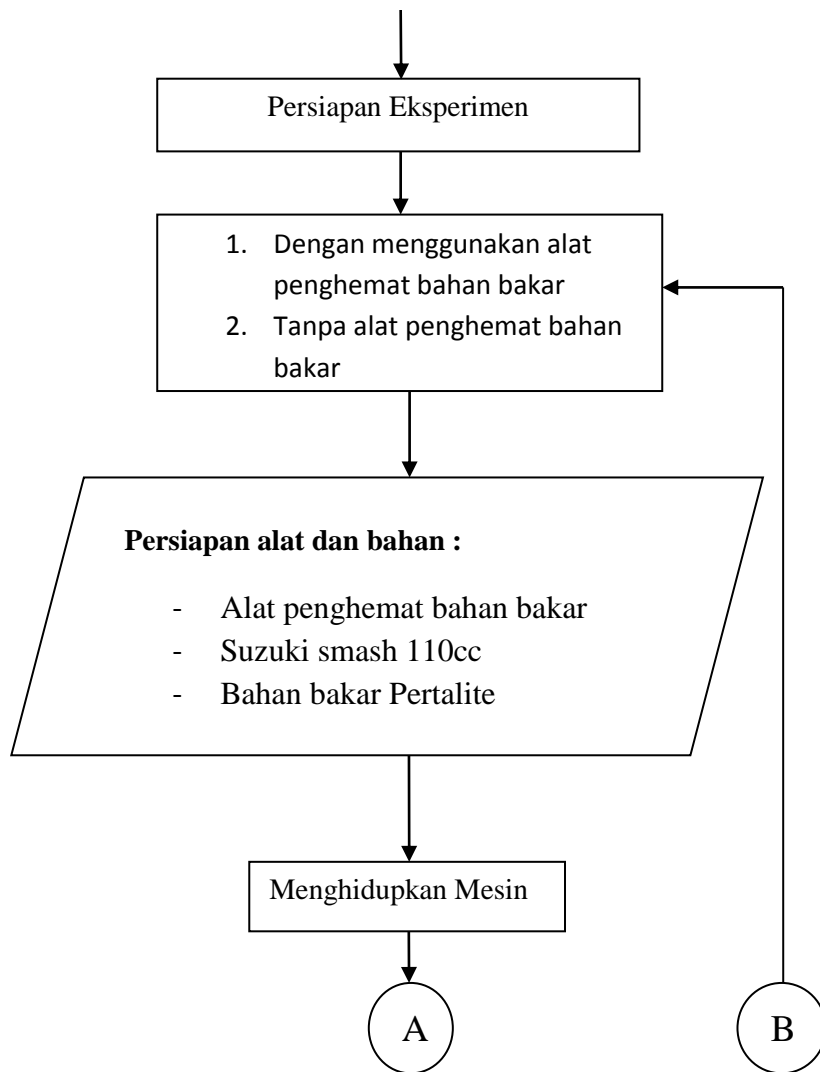 Persiapan Eksperimen
1. Dengan menggunakan alat
penghemat bahan bakar
2. Tanpa alat penghemat bahan
bakar
Persiapan alat dan bahan :
- Alat penghemat bahan bakar
- Suzuki smash 110cc
- Bahan bakar Pertalite
Menghidupkan Mesin
A
B